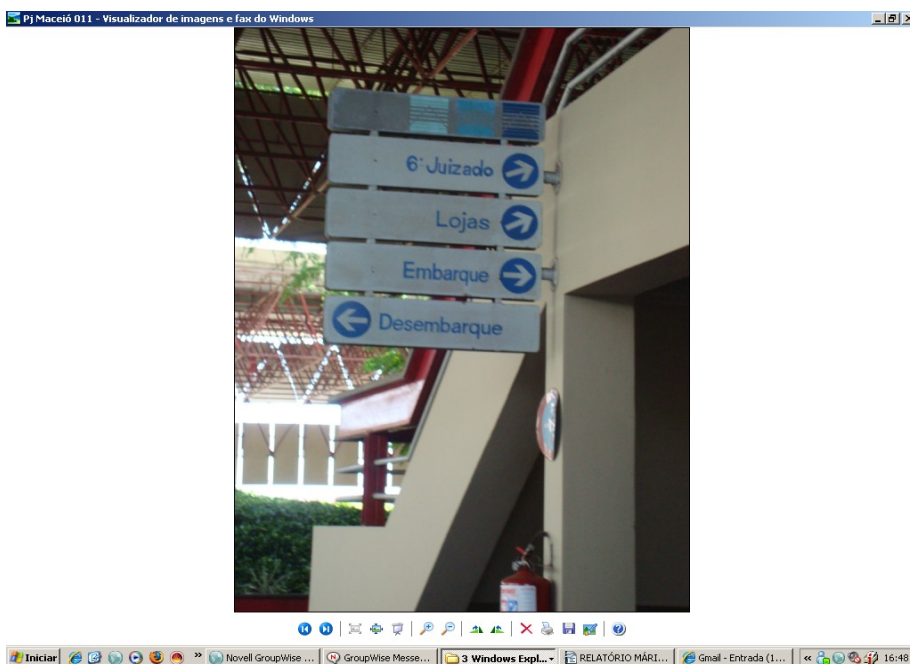 Pj Maceió 011 - Visualizador de imagens e fax do Windows
6º Juizado
Lojas
Embarque
Desembarque
Iniciar
Novell GroupWise ...
GroupWise Messe...
3 Windows Expl...
RELATÓRIO MÁRI...
Gmail - Entrada (1...
16:48